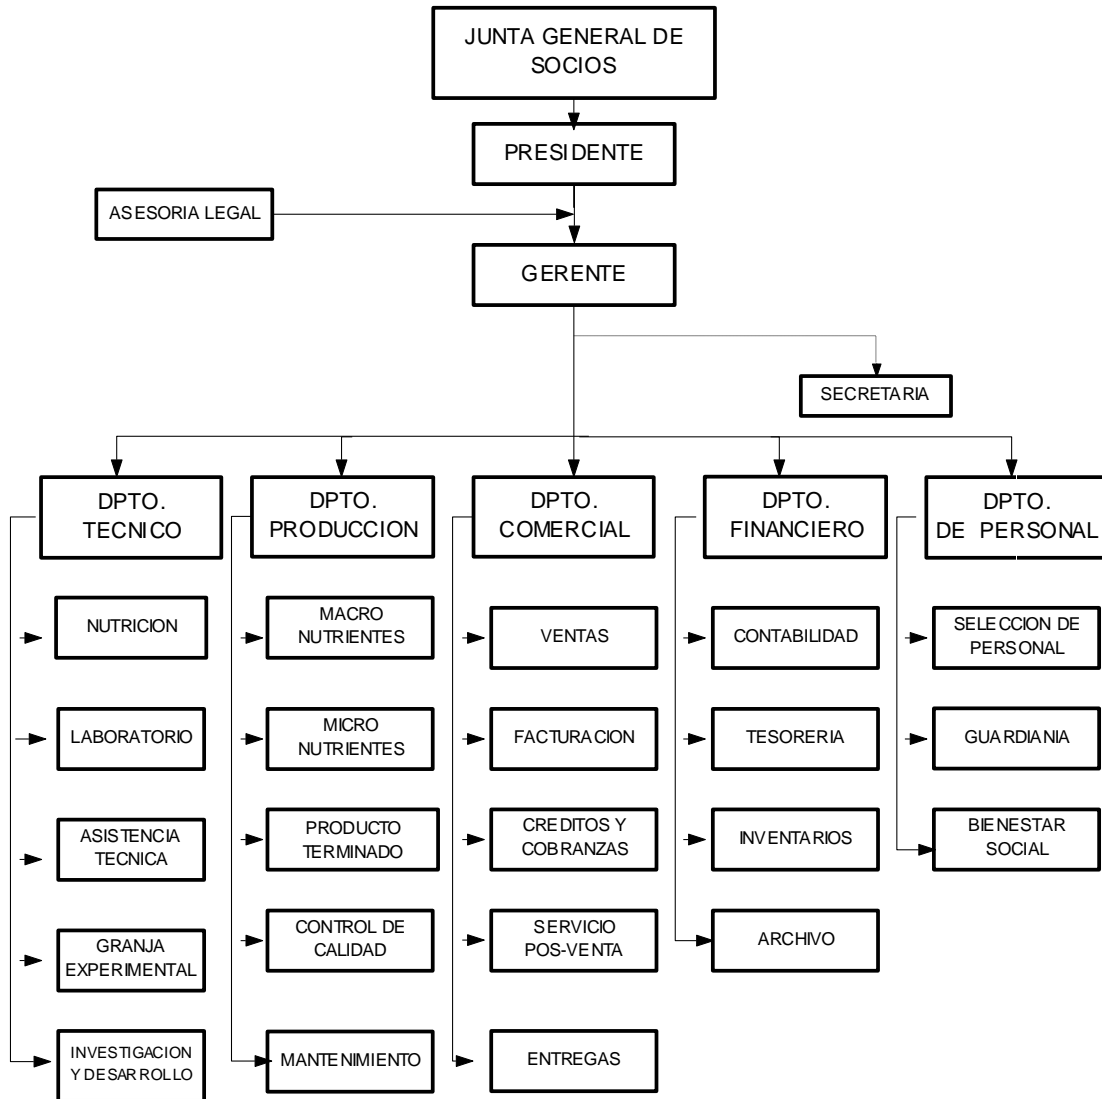 JUNTA GENERAL DE
SOCIOS
PRESIDENTE
ASESORIA LEGAL
GERENTE
SECRETARIA
DPTO.
TECNICO
DPTO.
PRODUCCION
DPTO.
COMERCIAL
DPTO.
FINANCIERO
DPTO.
DE PERSONAL
NUTRICION
LABORATORIO
ASISTENCIA
TECNICA
GRANJA
EXPERIMENTAL
INVESTIGACION
Y DESARROLLO
MACRO
NUTRIENTES
MICRO
NUTRIENTES
PRODUCTO
TERMINADO
CONTROL DE
CALIDAD
MANTENIMIENTO
VENTAS
FACTURACION
CREDITOS Y
COBRANZAS
SERVICIO
POS-VENTA
ENTREGAS
CONTABILIDAD
TESORERIA
INVENTARIOS
ARCHIVO
SELECCION DE
PERSONAL
GUARDIANIA
BIENESTAR
SOCIAL